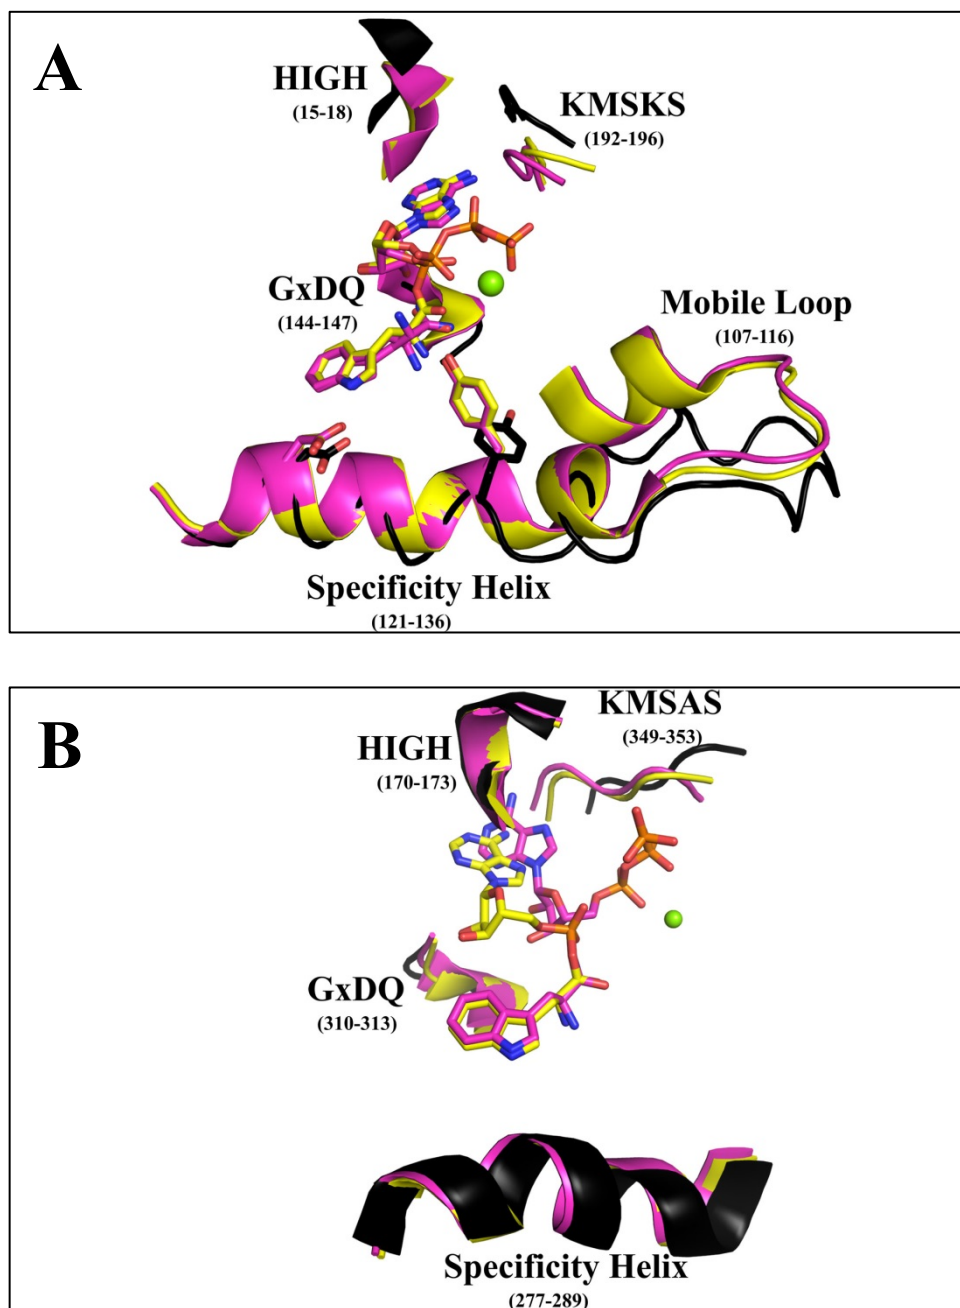 A
HIGH
(15-18)
KMSKS
(192-196)
GxDQ
(144-147)
Mobile Loop
(107-116)
Specificity Helix
(121-136)
B
KMSAS
(349-353)
HIGH
(170-173)
GxDQ
(310-313)
Specificity Helix
(277-289)